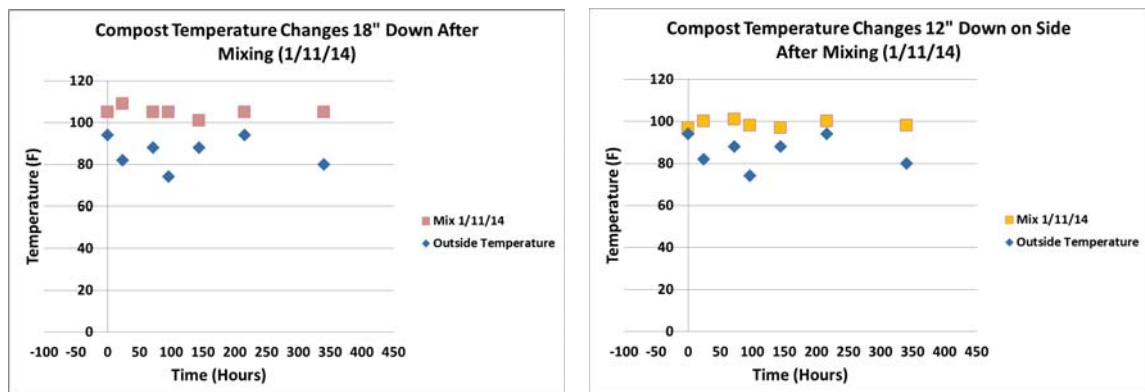 Compost Temperature Changes 18" Down After
Mixing (1/11/14)
120
100
80
60
40
20
0
Temperature (F)
-100 -50 0 50 100 150 200 250 300 350 400 450
Time (Hours)
Mix 1/11/14
Outside Temperature
Compost Temperature Changes 12" Down on Side
After Mixing (1/11/14)
120
100
80
60
40
20
0
Temperature (F)
-100 -50 0 50 100 150 200 250 300 350 400 450
Time (Hours)
Mix 1/11/14
Outside Temperature